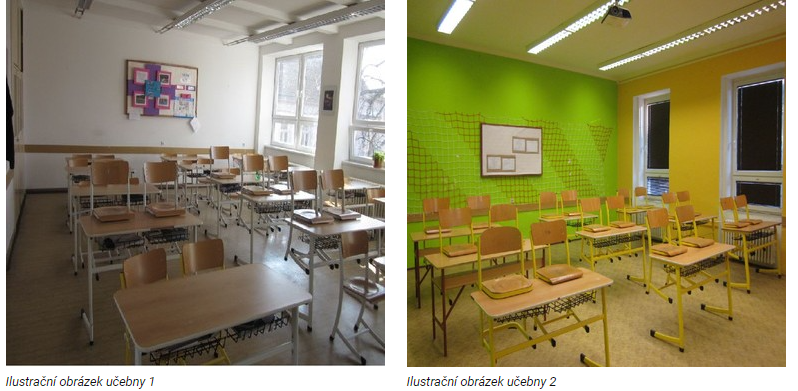 Ilustrační obrázek učebny 1
Ilustrační obrázek učebny 2